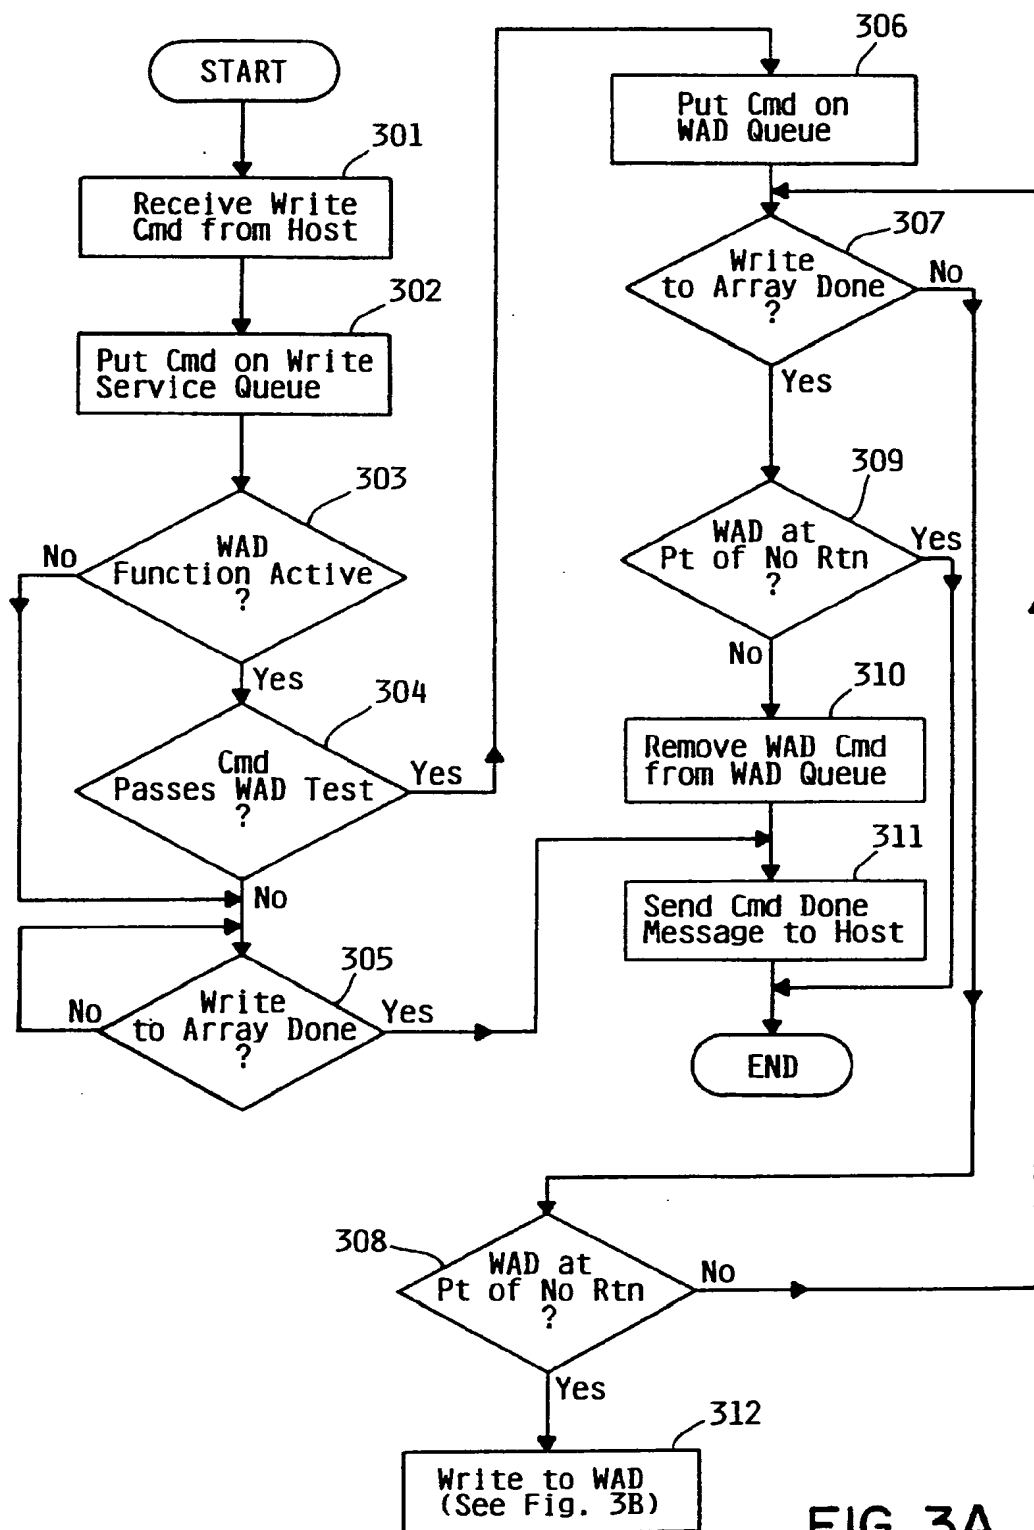 START
301
Receive Write
Cmd from Host
302
Put Cmd on Write
Service Queue
303
WAD
Function Active
?
No
Yes
304
Cmd
Passes WAD Test
?
Yes
No
305
Write
to Array Done
?
No
Yes
306
Put Cmd on
WAD Queue
307
Write
to Array Done
?
No
Yes
309
WAD at
Pt of No Rtn
?
Yes
No
310
Remove WAD Cmd
from WAD Queue
311
Send Cmd Done
Message to Host
END
308
WAD at
Pt of No Rtn
?
No
Yes
312
Write to WAD
(See Fig. 3B)
FIG. 3A